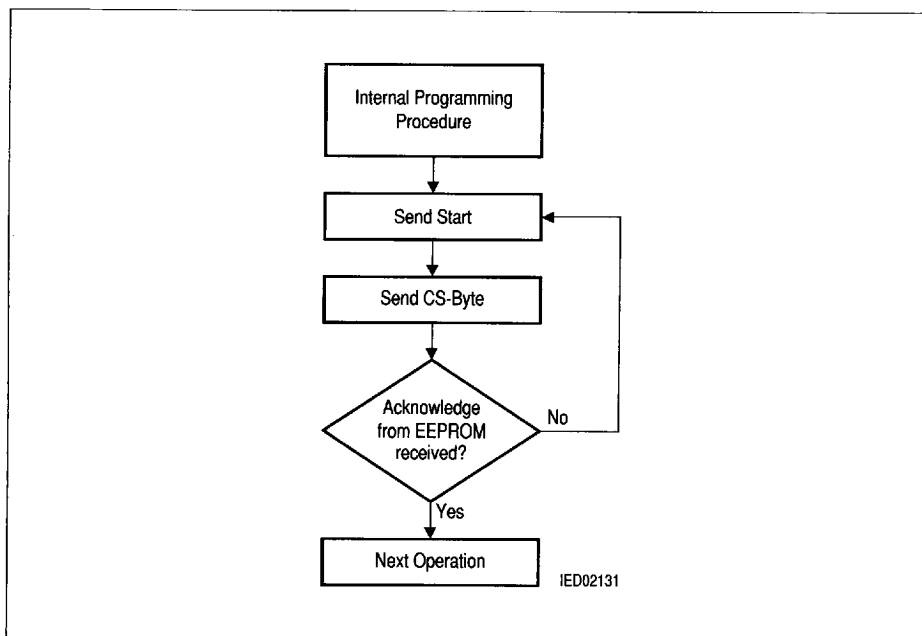 Internal Programming
Procedure
Send Start
Send CS-Byte
Acknowledge
from EEPROM
received?
No
Yes
Next Operation
IED02131